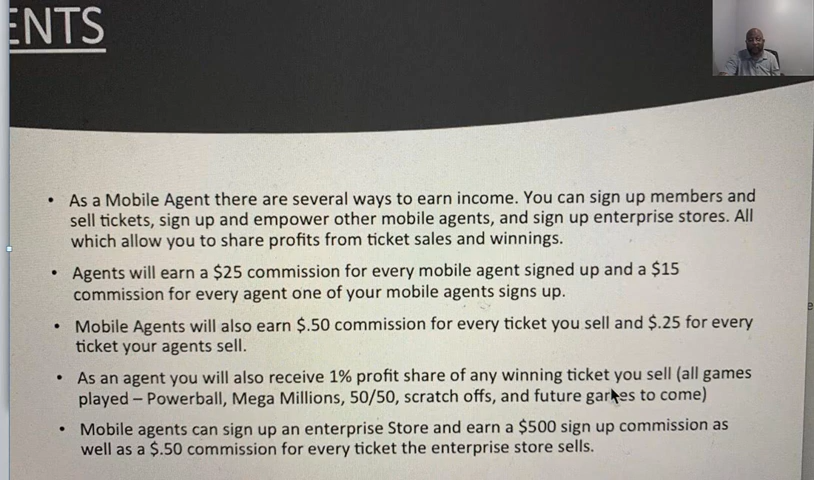 ENTS
• As a Mobile Agent there are several ways to earn income. You can sign up members and
sell tickets, sign up and empower other mobile agents, and sign up enterprise stores. All
which allow you to share profits from ticket sales and winnings.
• Agents will earn a $25 commission for every mobile agent signed up and a $15
commission for every agent one of your mobile agents signs up.
• Mobile Agents will also earn $.50 commission for every ticket you sell and $.25 for every
ticket your agents sell.
• As an agent you will also receive 1% profit share of any winning ticket you sell (all games
played – Powerball, Mega Millions, 50/50, scratch offs, and future games to come)
• Mobile agents can sign up an enterprise Store and earn a $500 sign up commission as
well as a $.50 commission for every ticket the enterprise store sells.